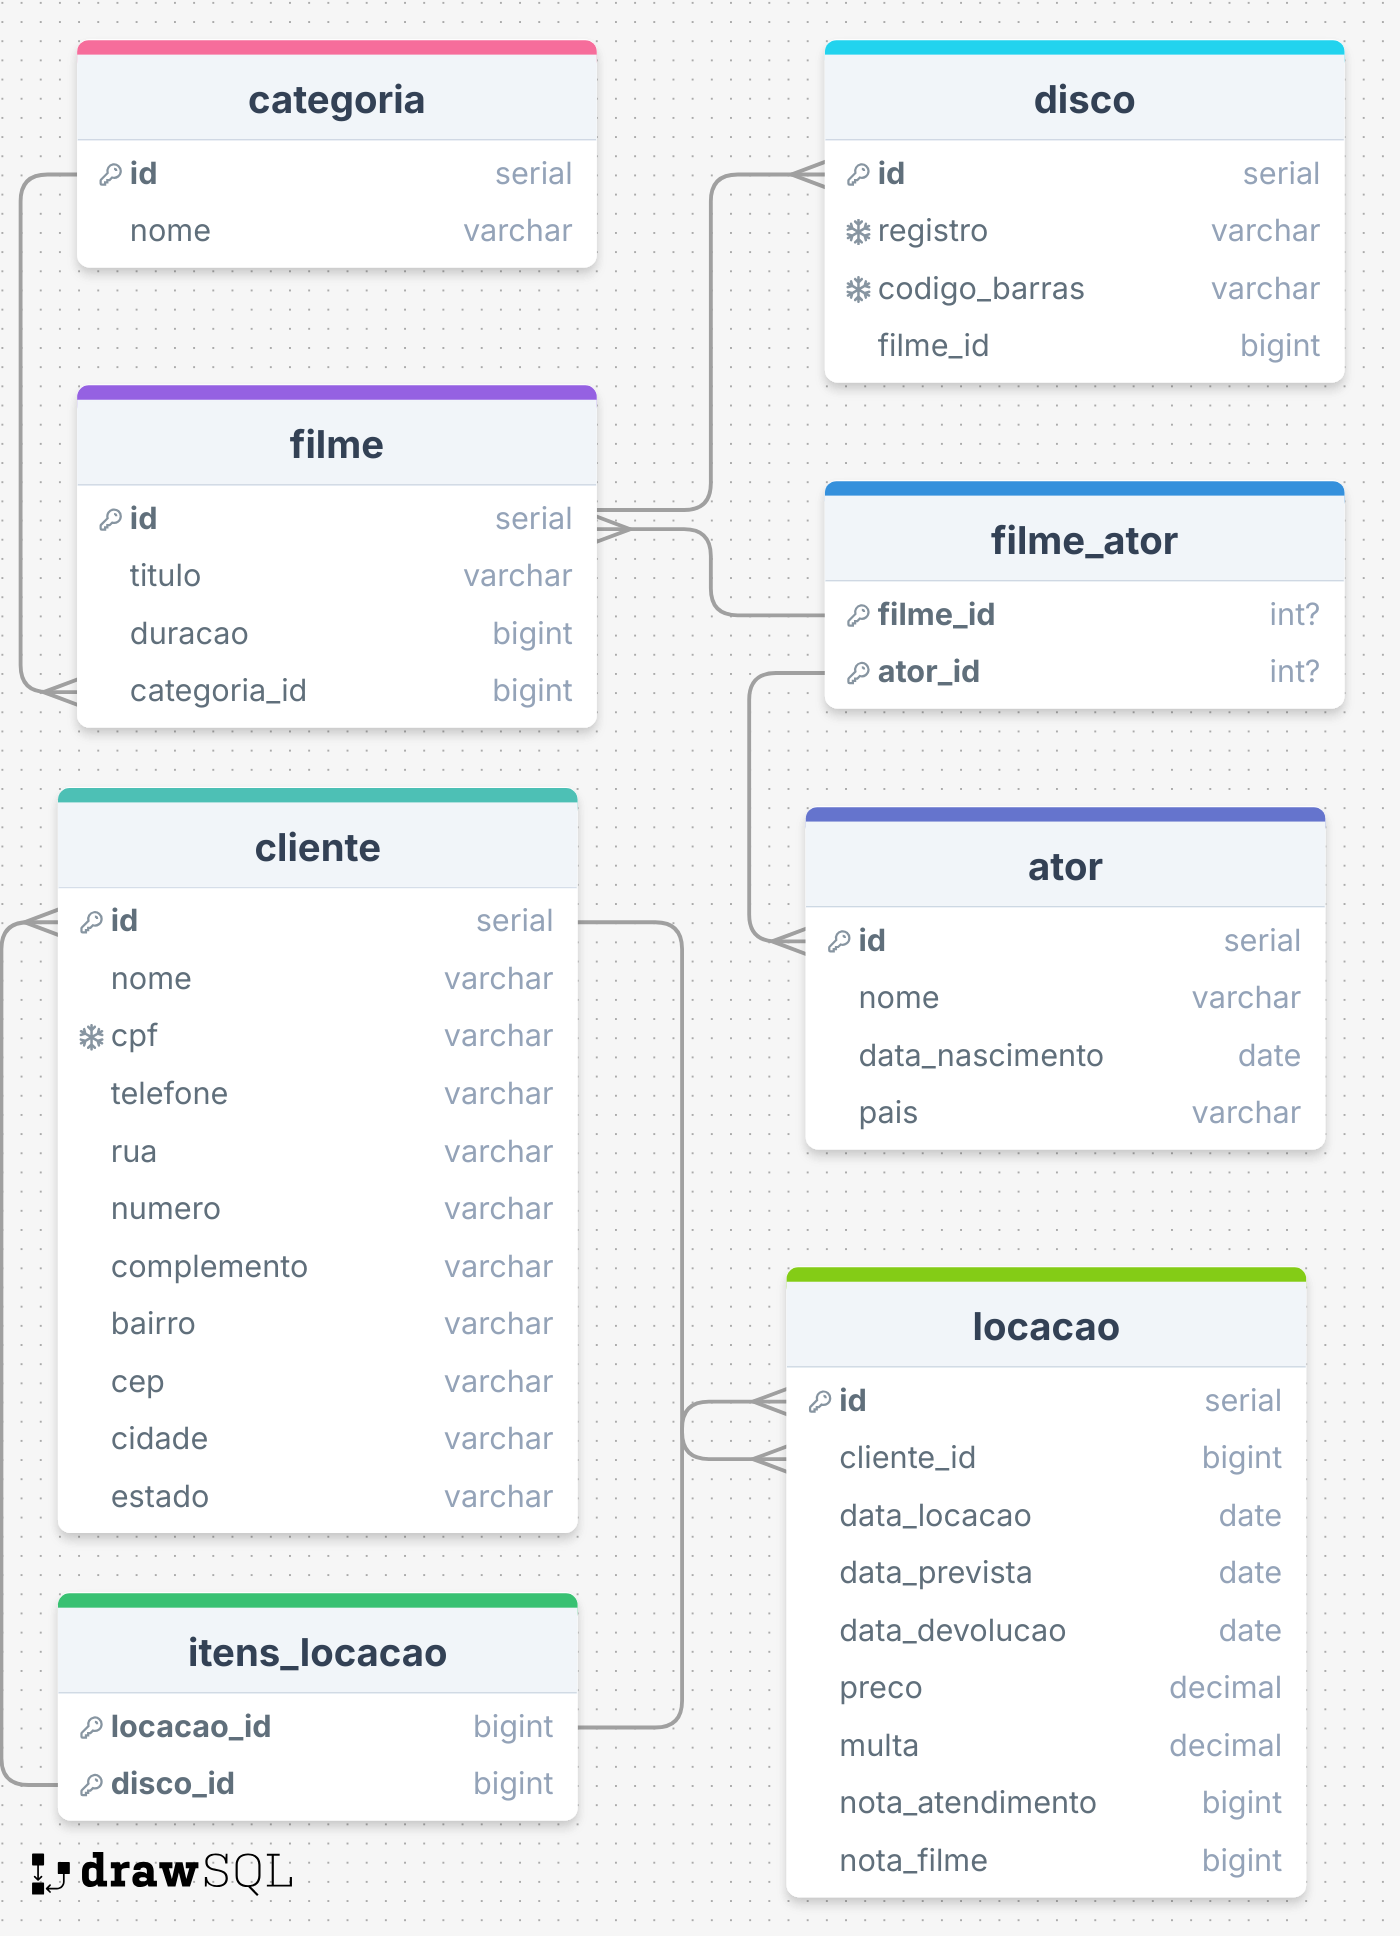 categoria
id serial
nome varchar
disco
id serial
registro varchar
codigo_barras varchar
filme_id bigint
filme
id serial
titulo varchar
duracao bigint
categoria_id bigint
filme_ator
filme_id int?
ator_id int?
cliente
id serial
nome varchar
cpf varchar
telefone varchar
rua varchar
numero varchar
complemento varchar
bairro varchar
cep varchar
cidade varchar
estado varchar
ator
id serial
nome varchar
data_nascimento date
pais varchar
locacao
id serial
cliente_id bigint
data_locacao date
data_prevista date
data_devolucao date
preco decimal
multa decimal
nota_atendimento bigint
nota_filme bigint
itens_locacao
locacao_id bigint
disco_id bigint
drawSQL